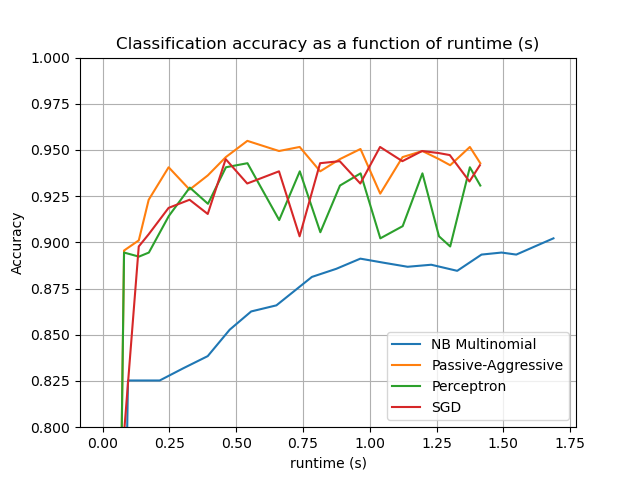 Classification accuracy as a function of runtime (s)
1.000
0.975
0.950
0.925
0.900
0.875
0.850
0.825
0.800
Accuracy
NB Multinomial
Passive-Aggressive
Perceptron
SGD
0.00 0.25 0.50 0.75 1.00 1.25 1.50 1.75
runtime (s)